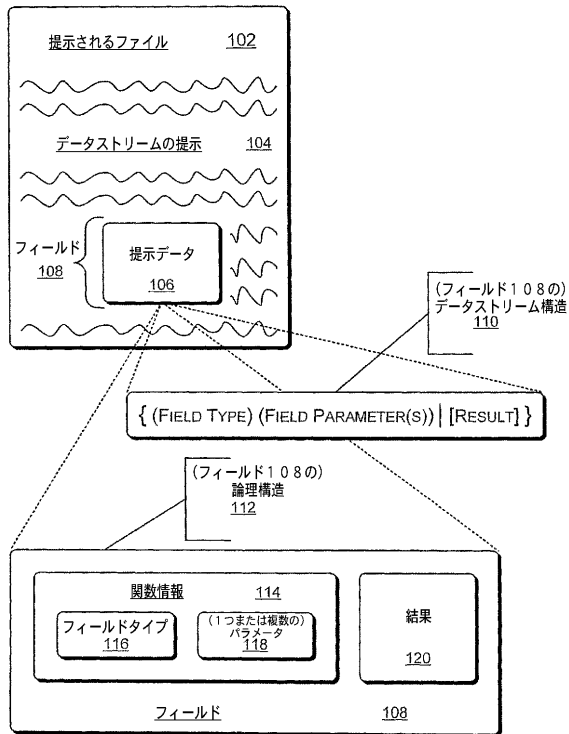 提示されるファイル 102
データストリームの提示 104
フィールド
108
提示データ
106
(フィールド108の)
データストリーム構造
110
{ (FIELD TYPE) (FIELD PARAMETER(S)) | [RESULT] }
(フィールド108の)
論理構造
112
関数情報 114
フィールドタイプ
116
(1つまたは複数の)
パラメータ
118
結果
120
フィールド 108